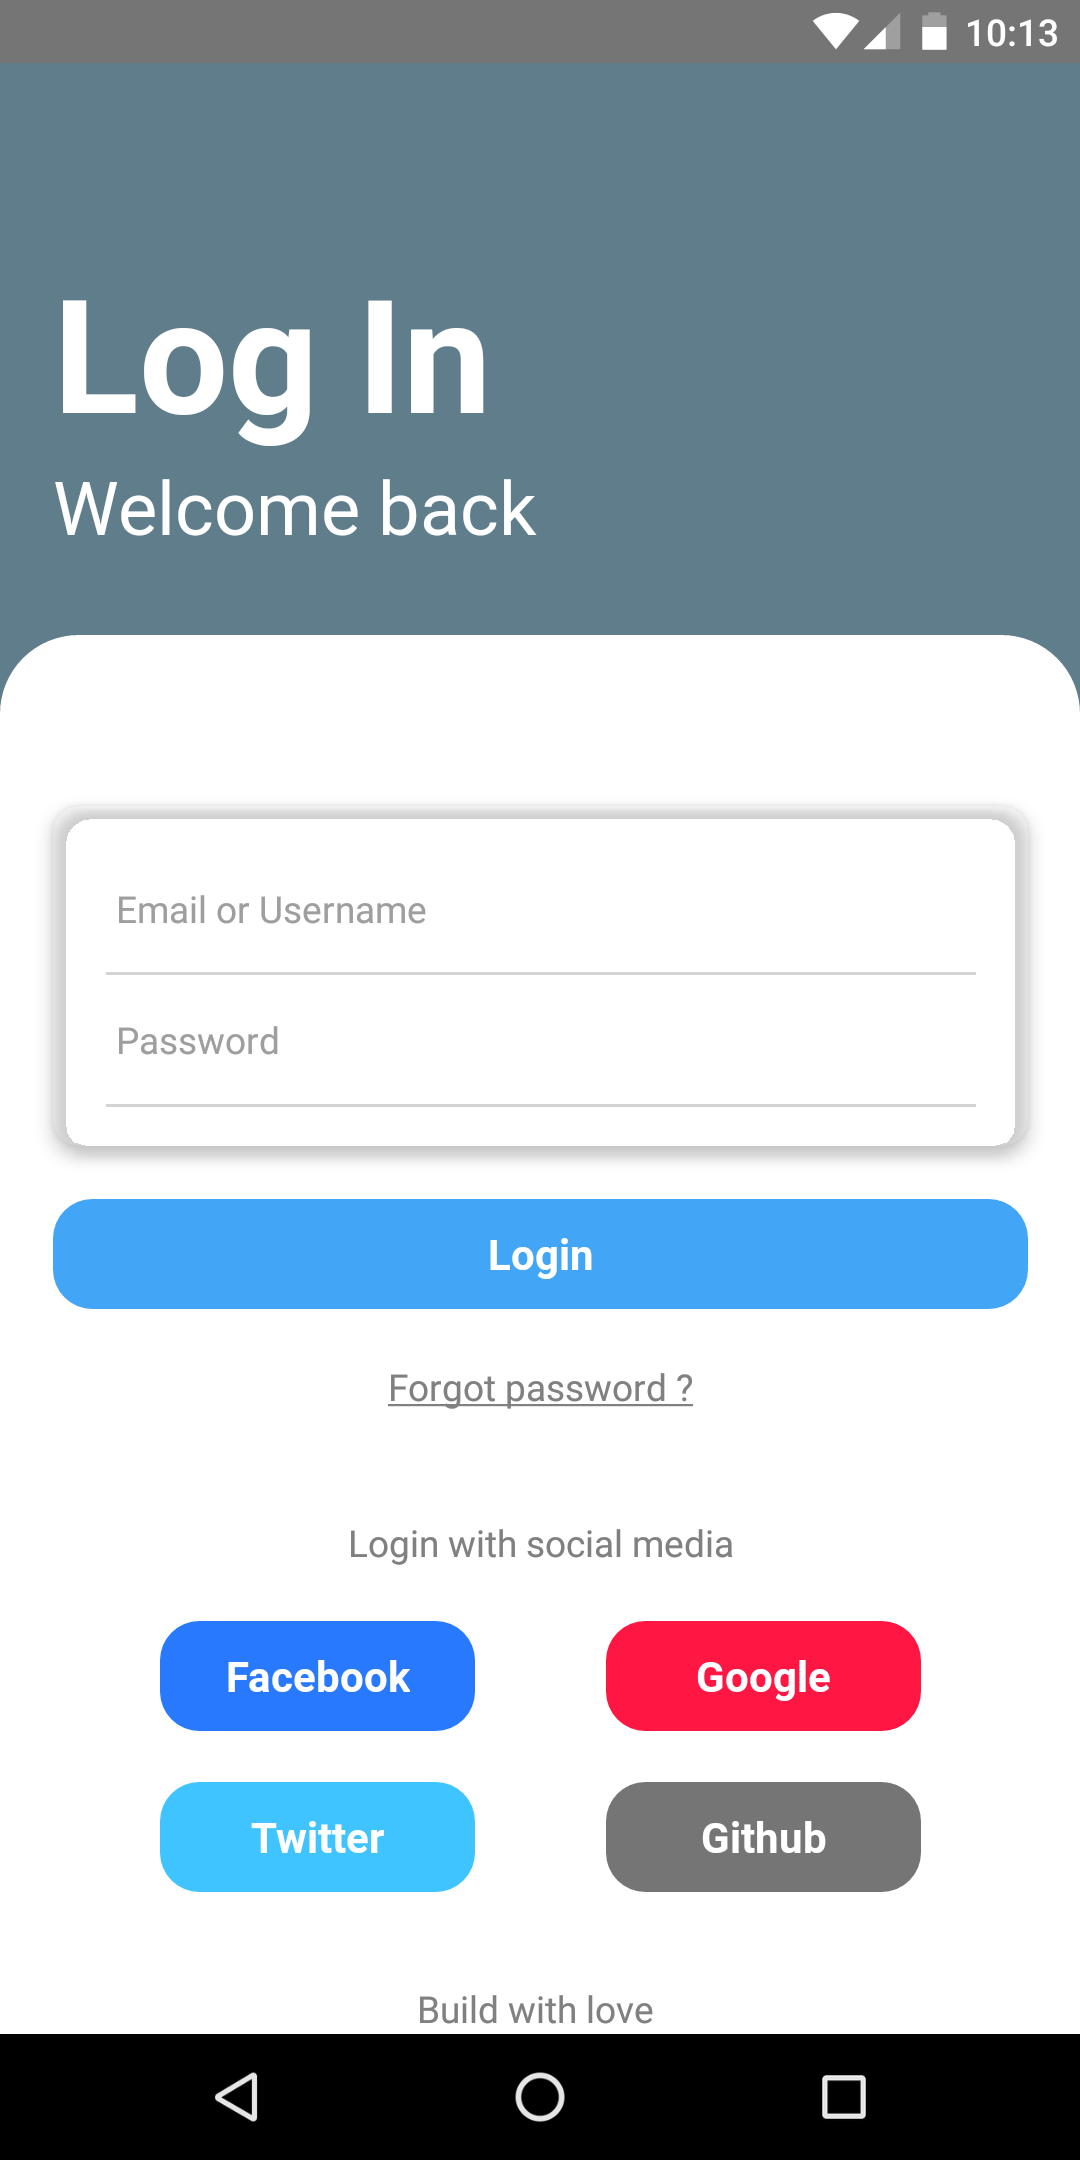 10:13
Log In
Welcome back
Email or Username
Password
Login
Forgot password ?
Login with social media
Facebook
Google
Twitter
Github
Build with love